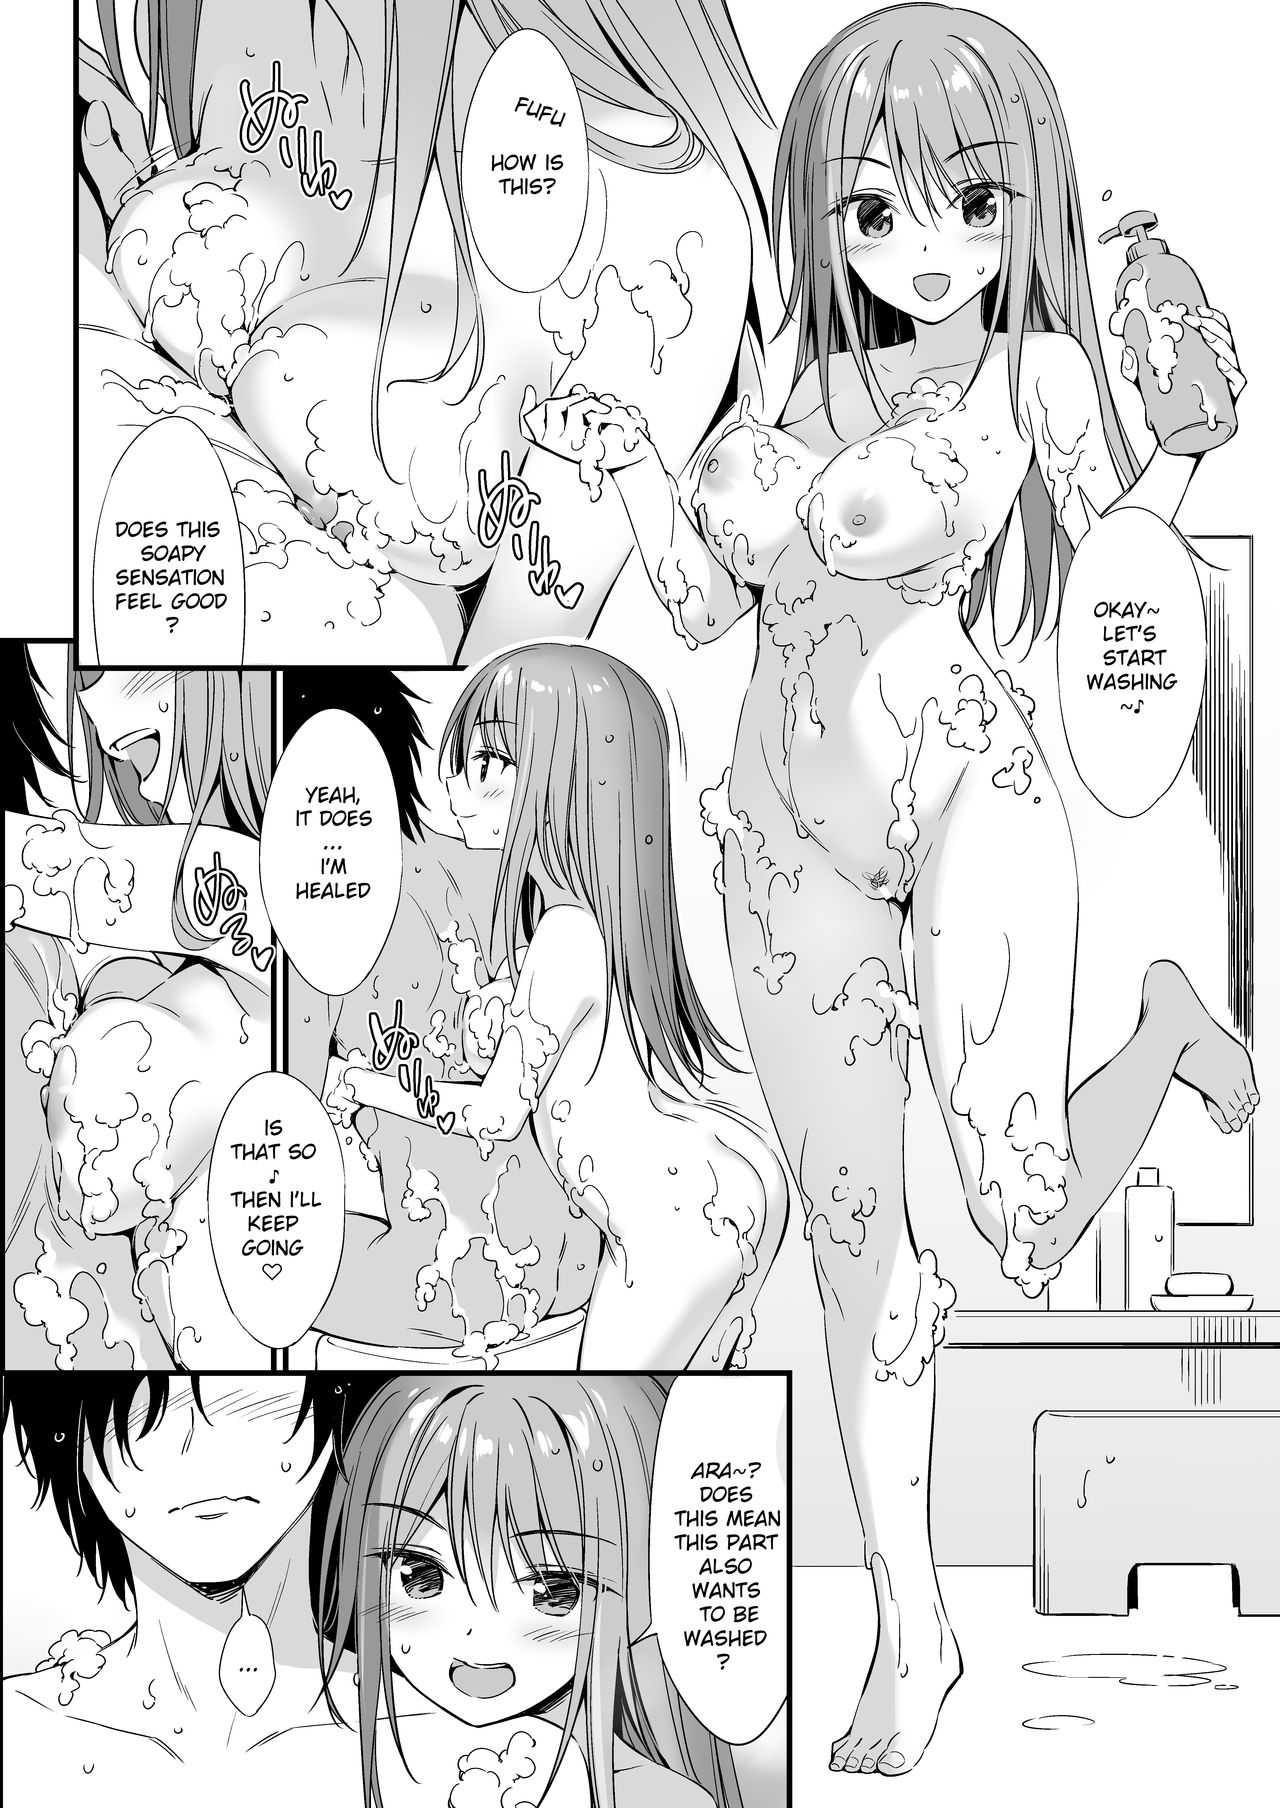 OKAY~
LET'S
START
WASHING
~♪
FUFU
HOW IS
THIS?
ぬ
りゅ♥
ぬ
りゅ♥
DOES THIS
SOAPY
SENSATION
FEEL GOOD
?
YEAH,
IT DOES
...
I'M
HEALED
ぬ
りゅ♥
ぬ
る♥
IS
THAT SO
♪
THEN I'LL
KEEP
GOING
♡
ARA~?
DOES
THIS MEAN
THIS PART
ALSO
WANTS
TO BE
WASHED
?
...